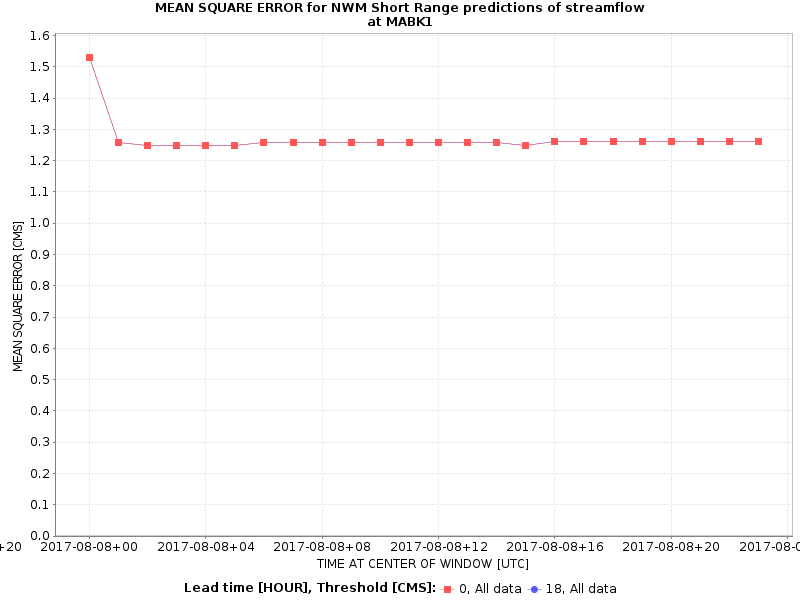 MEAN SQUARE ERROR for NWM Short Range predictions of streamflow
at MABK1
1.6
1.5
1.4
1.3
1.2
1.1
1.0
0.9
0.8
0.7
0.6
0.5
0.4
0.3
0.2
0.1
0.0
MEAN SQUARE ERROR [CMS]
+20 2017-08-08+00 2017-08-08+04 2017-08-08+08 2017-08-08+12 2017-08-08+16 2017-08-08+20 2017-08-0
TIME AT CENTER OF WINDOW [UTC]
Lead time [HOUR], Threshold [CMS]: 0, All data 18, All data